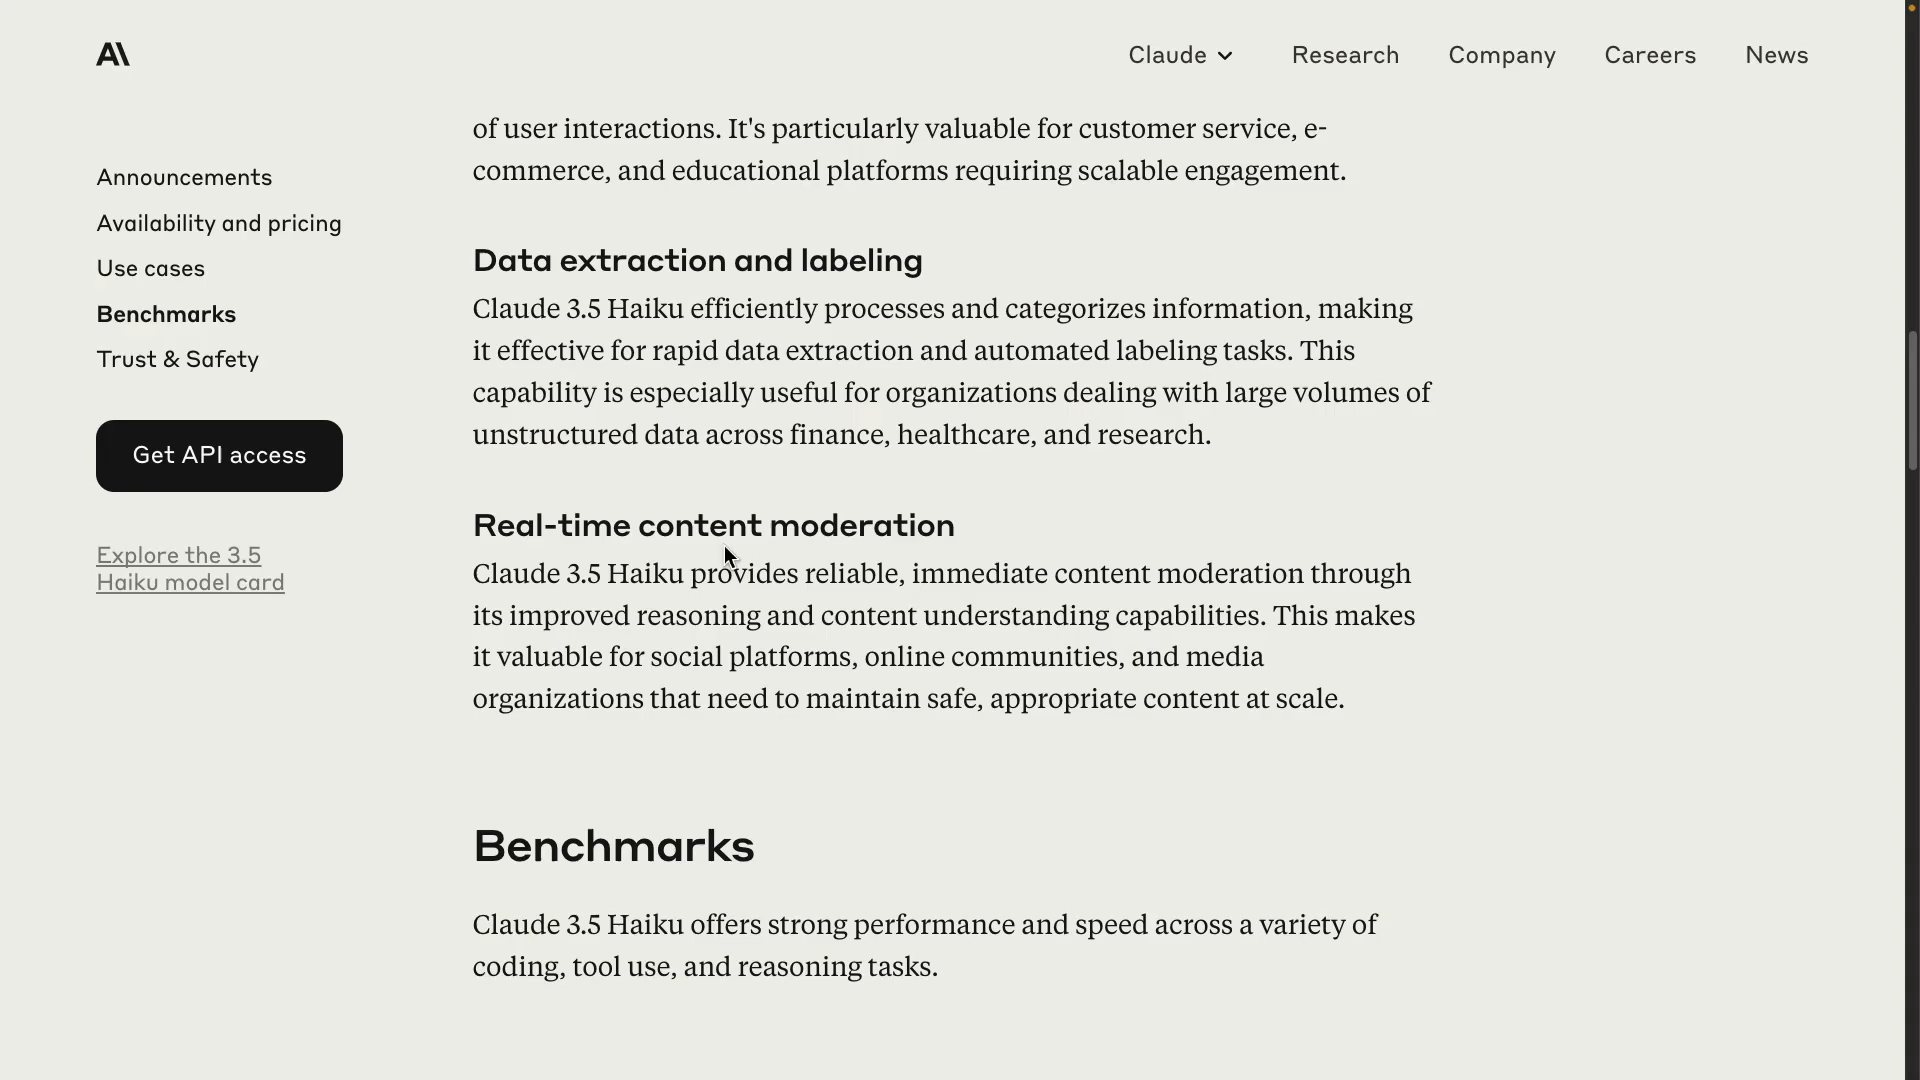 Claude
Research
Company
Careers
News
Announcements
Availability and pricing
Use cases
Benchmarks
Trust & Safety
Get API access
Explore the 3.5
Haiku model card
of user interactions. It's particularly valuable for customer service, e-
commerce, and educational platforms requiring scalable engagement.
Data extraction and labeling
Claude 3.5 Haiku efficiently processes and categorizes information, making
it effective for rapid data extraction and automated labeling tasks. This
capability is especially useful for organizations dealing with large volumes of
unstructured data across finance, healthcare, and research.
Real-time content moderation
Claude 3.5 Haiku provides reliable, immediate content moderation through
its improved reasoning and content understanding capabilities. This makes
it valuable for social platforms, online communities, and media
organizations that need to maintain safe, appropriate content at scale.
Benchmarks
Claude 3.5 Haiku offers strong performance and speed across a variety of
coding, tool use, and reasoning tasks.